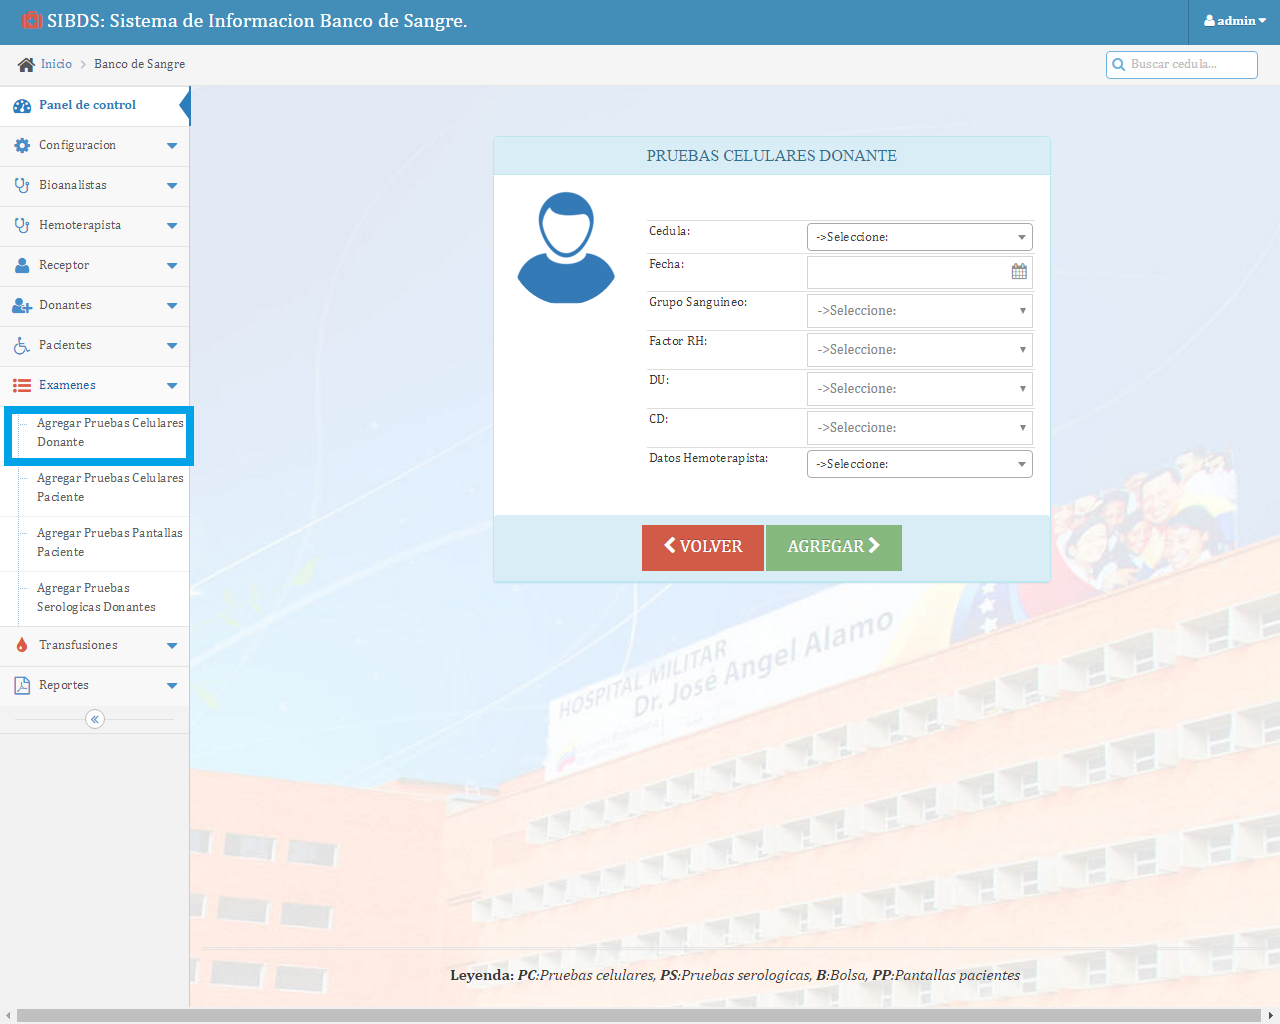 SIBDS: Sistema de Informacion Banco de Sangre.
admin
Inicio > Banco de Sangre
Buscar cedula...
Panel de control
Configuracion
Bioanalistas
Hemoterapista
Receptor
Donantes
Pacientes
Examenes
Agregar Pruebas Celulares
Donante
Agregar Pruebas Celulares
Paciente
Agregar Pruebas Pantallas
Paciente
Agregar Pruebas
Serologicas Donantes
Transfusiones
Reportes
PRUEBAS CELULARES DONANTE
Cedula: ->Seleccione:
Fecha:
Grupo Sanguineo: ->Seleccione:
Factor RH: ->Seleccione:
DU: ->Seleccione:
CD: ->Seleccione:
Datos Hemoterapista: ->Seleccione:
VOLVER AGREGAR
HOSPITAL MILITAR
Dr. José Angel Alamo
Leyenda: PC:Pruebas celulares, PS:Pruebas serologicas, B:Bolsa, PP:Pantallas pacientes